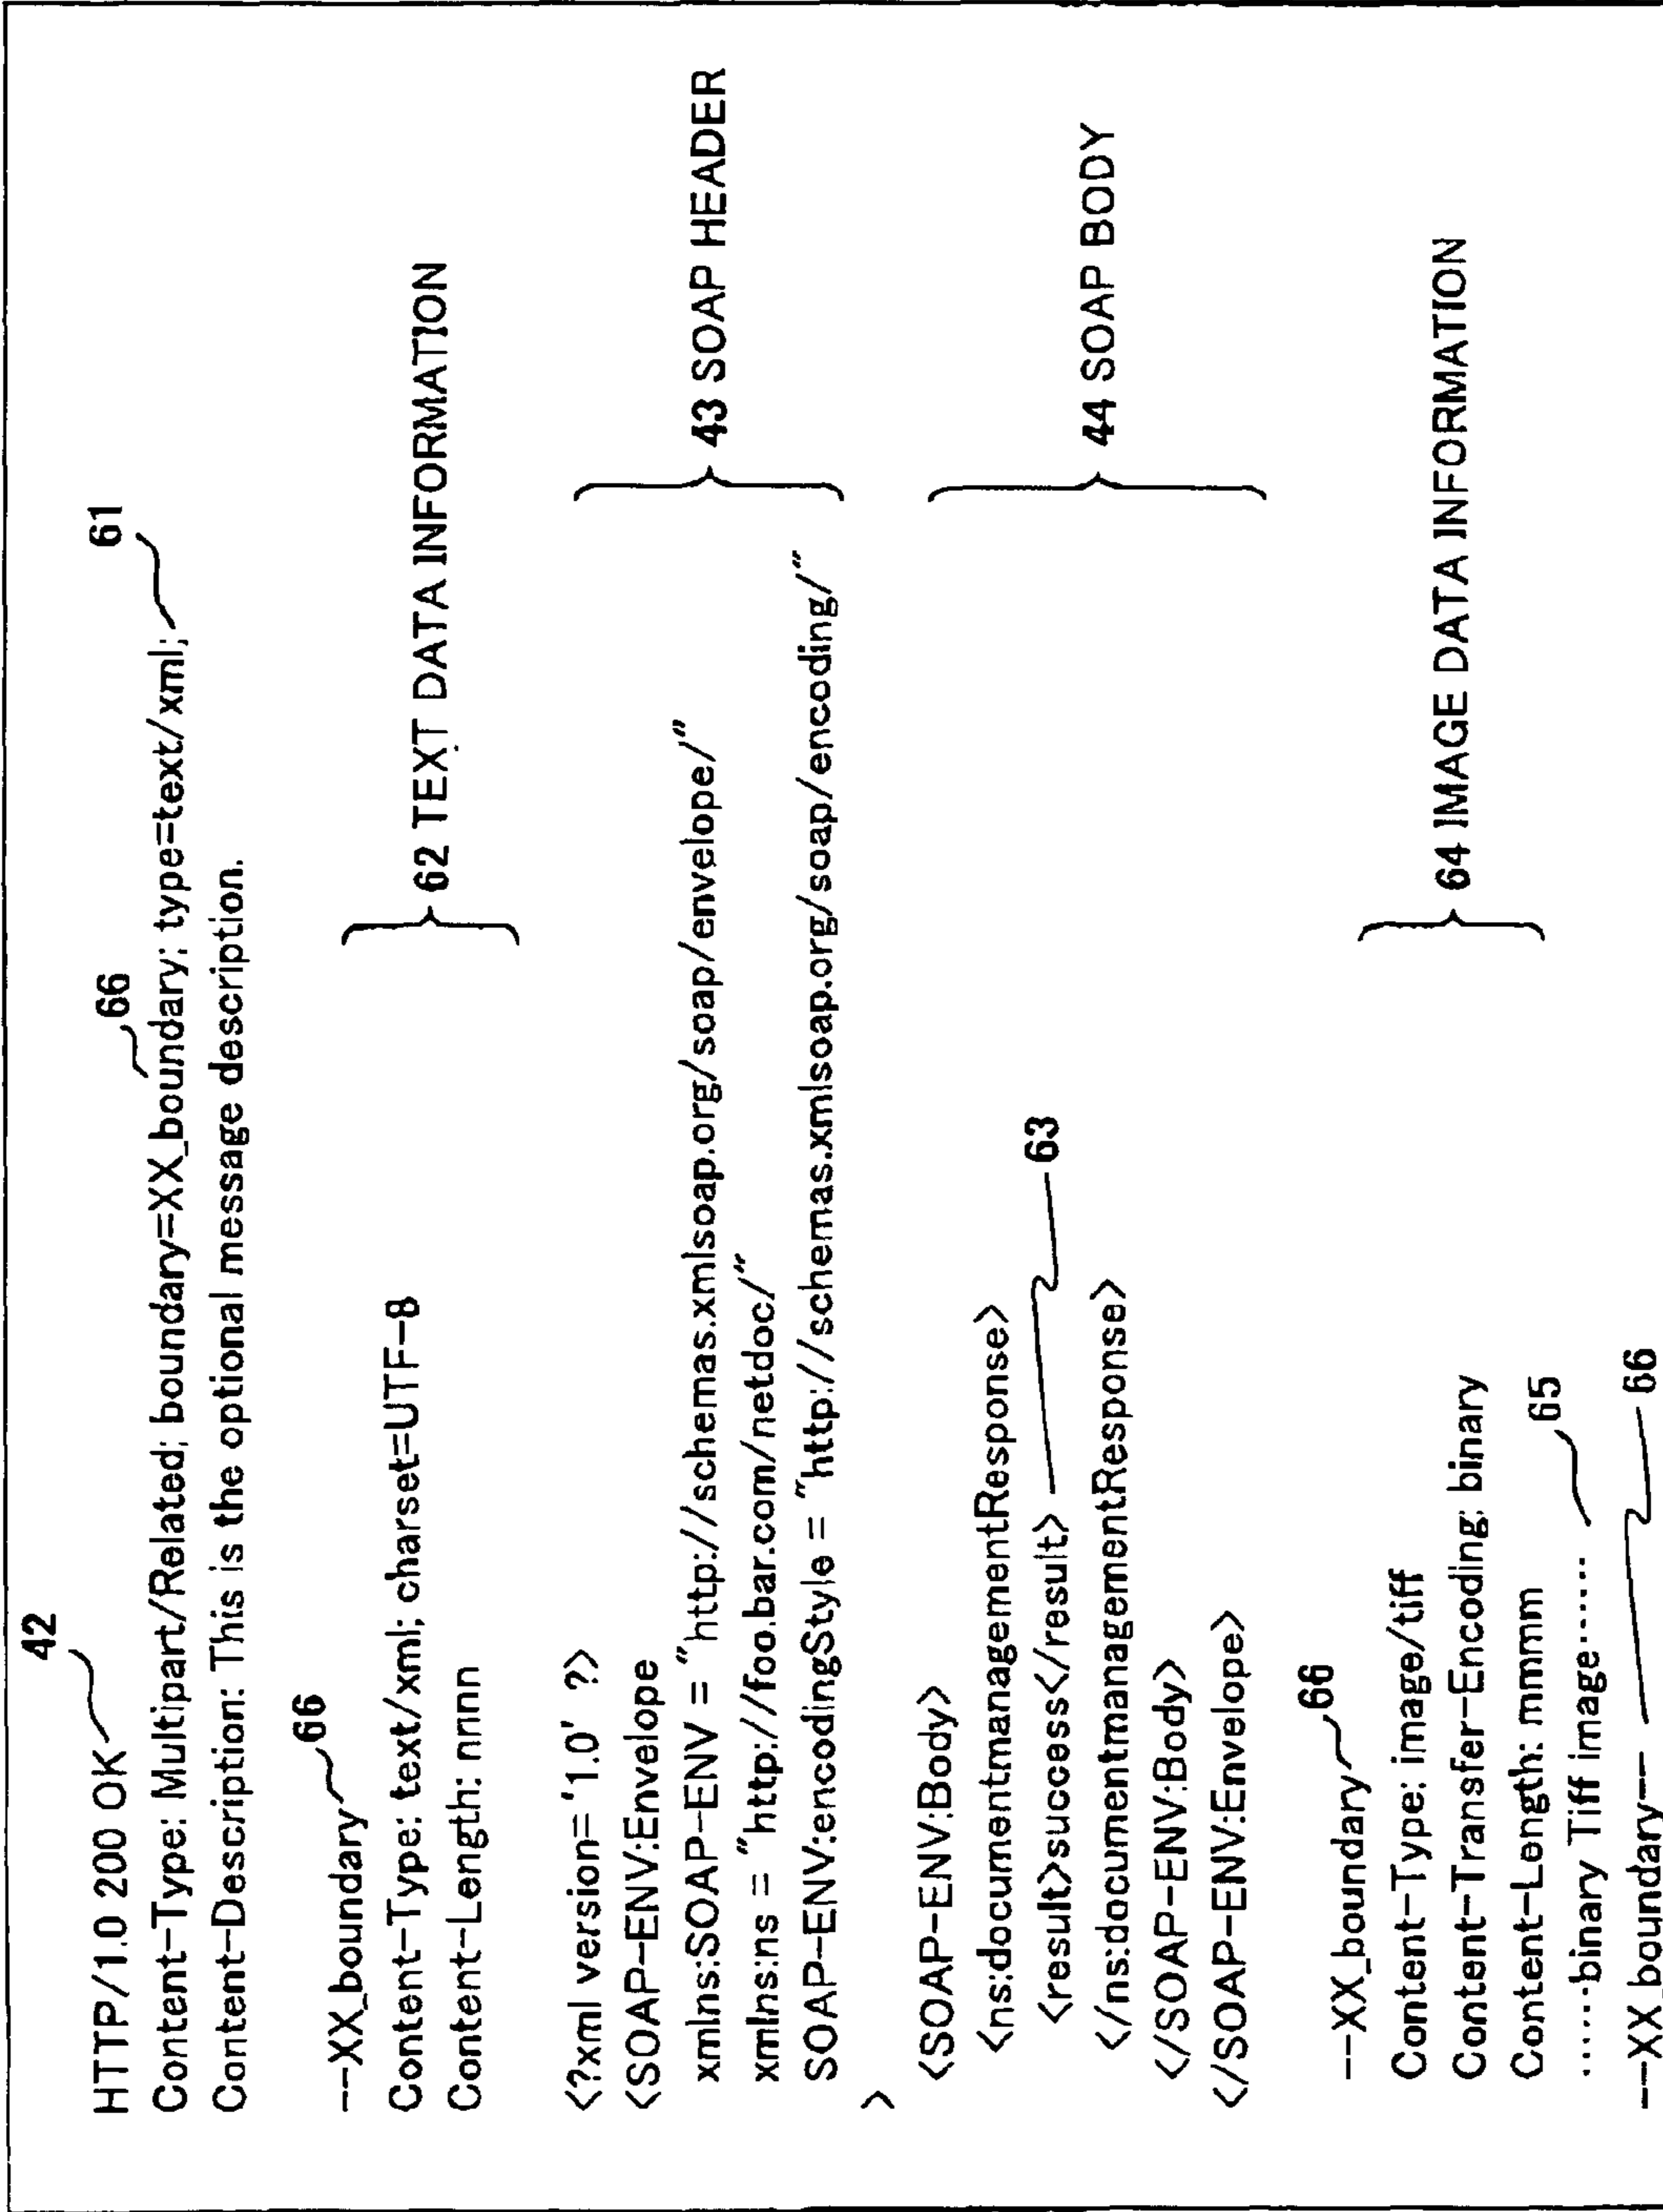 42
HTTP/1.0 200 OK
66
61
Content-Type: Multipart/Related; boundary=XX_boundary; type=text/xml;
Content-Description: This is the optional message description.
--XX_boundary 66
Content-Type: text/xml; charset=UTF-8
Content-Length: nnnn
62 TEXT DATA INFORMATION
<?xml version='1.0' ?>
<SOAP-ENV:Envelope
xmlns:SOAP-ENV = "http://schemas.xmlsoap.org/soap/envelope/"
xmlns:ns = "http://foo.bar.com/netdoc/"
SOAP-ENV:encodingStyle = "http://schemas.xmlsoap.org/soap/encoding/"
>
43 SOAP HEADER
<SOAP-ENV:Body>
<ns:documentmanagementResponse>
<result>success</result> 63
</ns:documentmanagementResponse>
</SOAP-ENV:Body>
</SOAP-ENV:Envelope>
44 SOAP BODY
--XX_boundary 66
Content-Type: image/tiff
Content-Transfer-Encoding: binary
Content-Length: mmmm
64 IMAGE DATA INFORMATION
......binary Tiff image...... 65
--XX_boundary-- 66